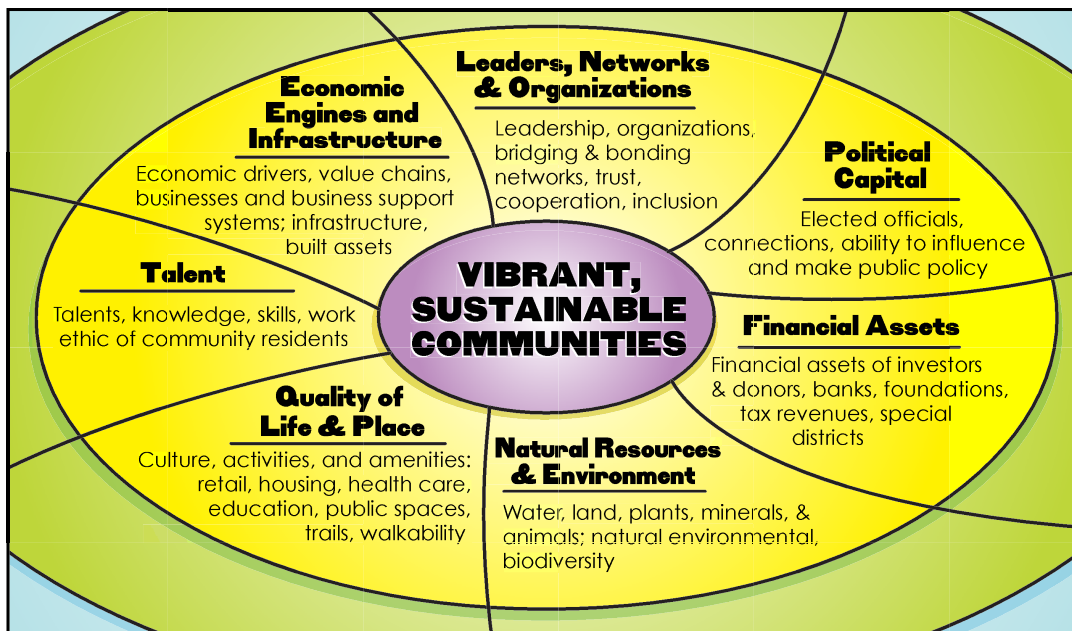 Leaders, Networks
& Organizations
Leadership, organizations,
bridging & bonding
networks, trust,
cooperation, inclusion
Political
Capital
Elected officials,
connections, ability to influence
and make public policy
Financial Assets
Financial assets of investors
& donors, banks, foundations,
tax revenues, special
districts
Natural Resources
& Environment
Water, land, plants, minerals, &
animals; natural environmental,
biodiversity
Quality of
Life & Place
Culture, activities, and amenities:
retail, housing, health care,
education, public spaces,
trails, walkability
Talent
Talents, knowledge, skills, work
ethic of community residents
Economic
Engines and
Infrastructure
Economic drivers, value chains,
businesses and business support
systems; infrastructure,
built assets
VIBRANT,
SUSTAINABLE
COMMUNITIES